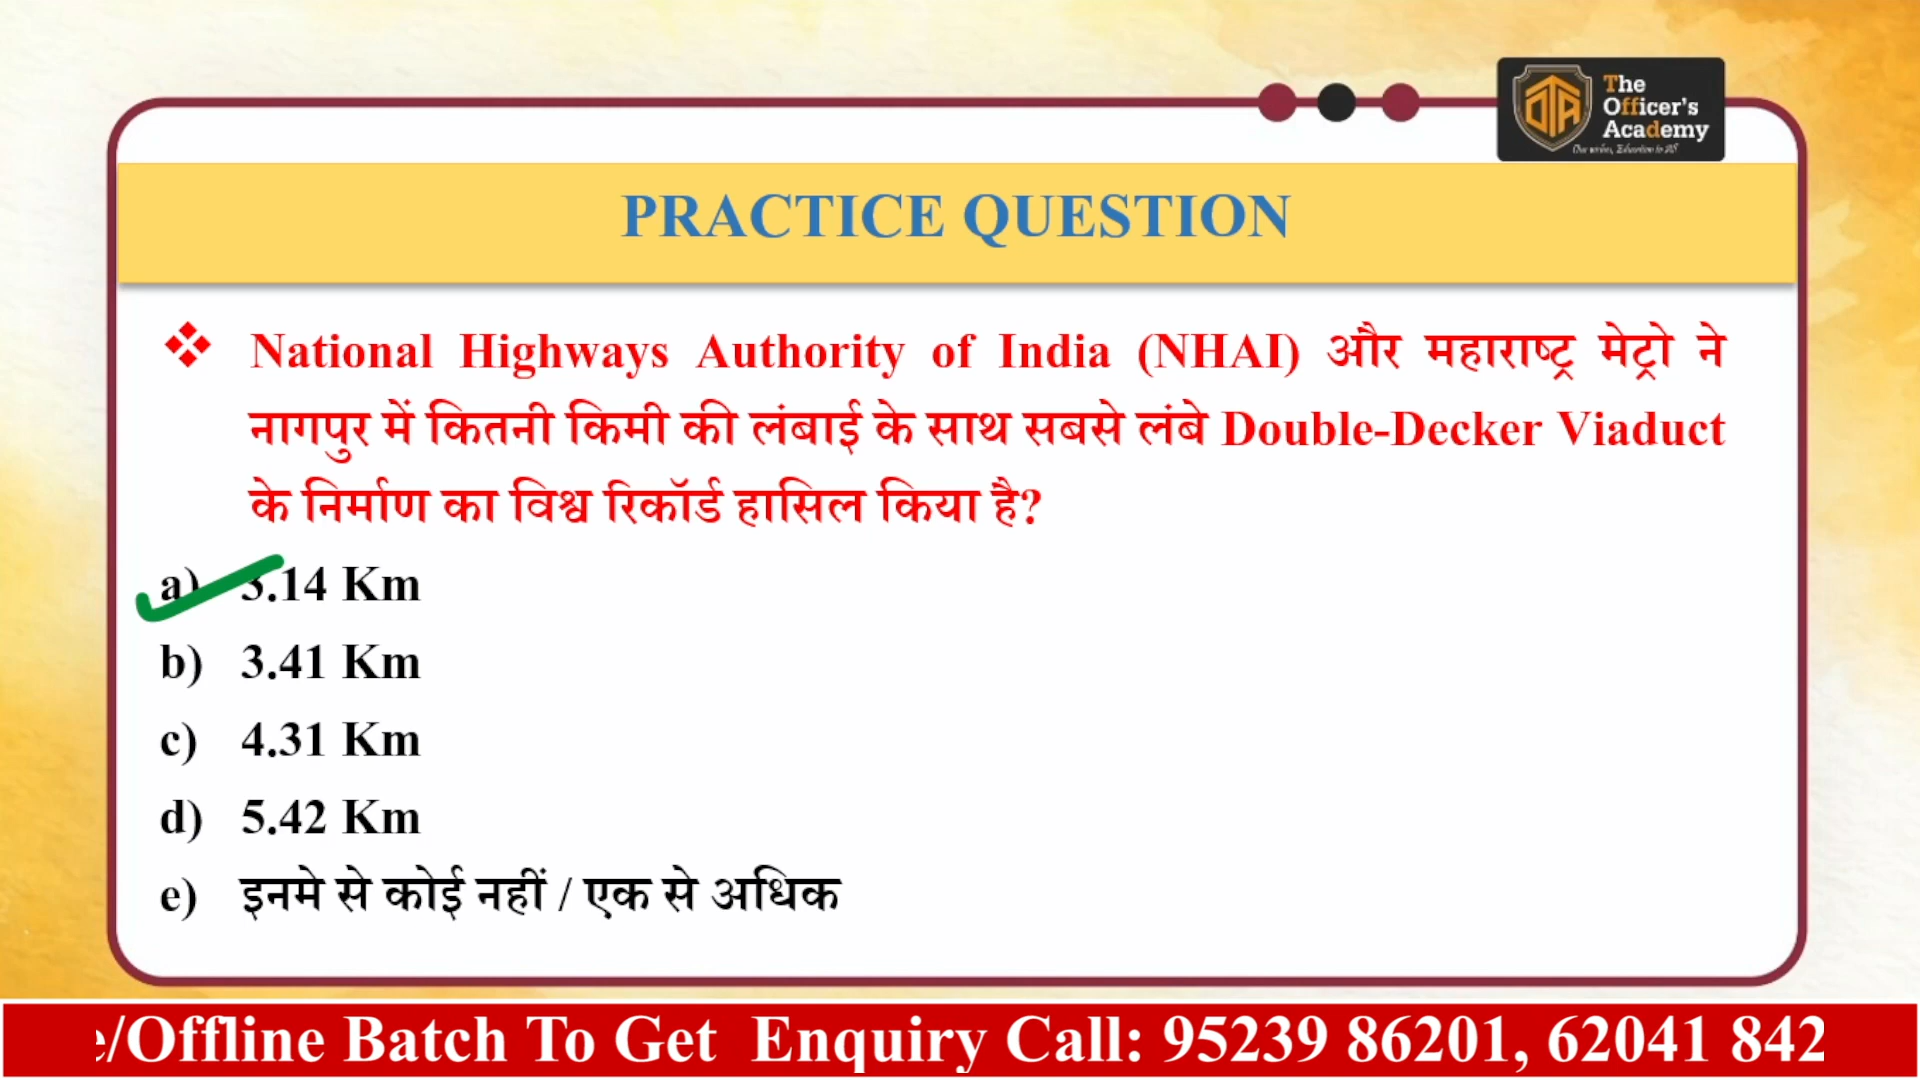 The
Officer's
Academy
PRACTICE QUESTION
❖ National Highways Authority of India (NHAI) और महाराष्ट्र मेट्रो ने
नागपुर में कितनी किमी की लंबाई के साथ सबसे लंबे Double-Decker Viaduct
के निर्माण का विश्व रिकॉर्ड हासिल किया है?
a) 3.14 Km
b) 3.41 Km
c) 4.31 Km
d) 5.42 Km
e) इनमे से कोई नहीं / एक से अधिक
e/Offline Batch To Get Enquiry Call: 95239 86201, 62041 842